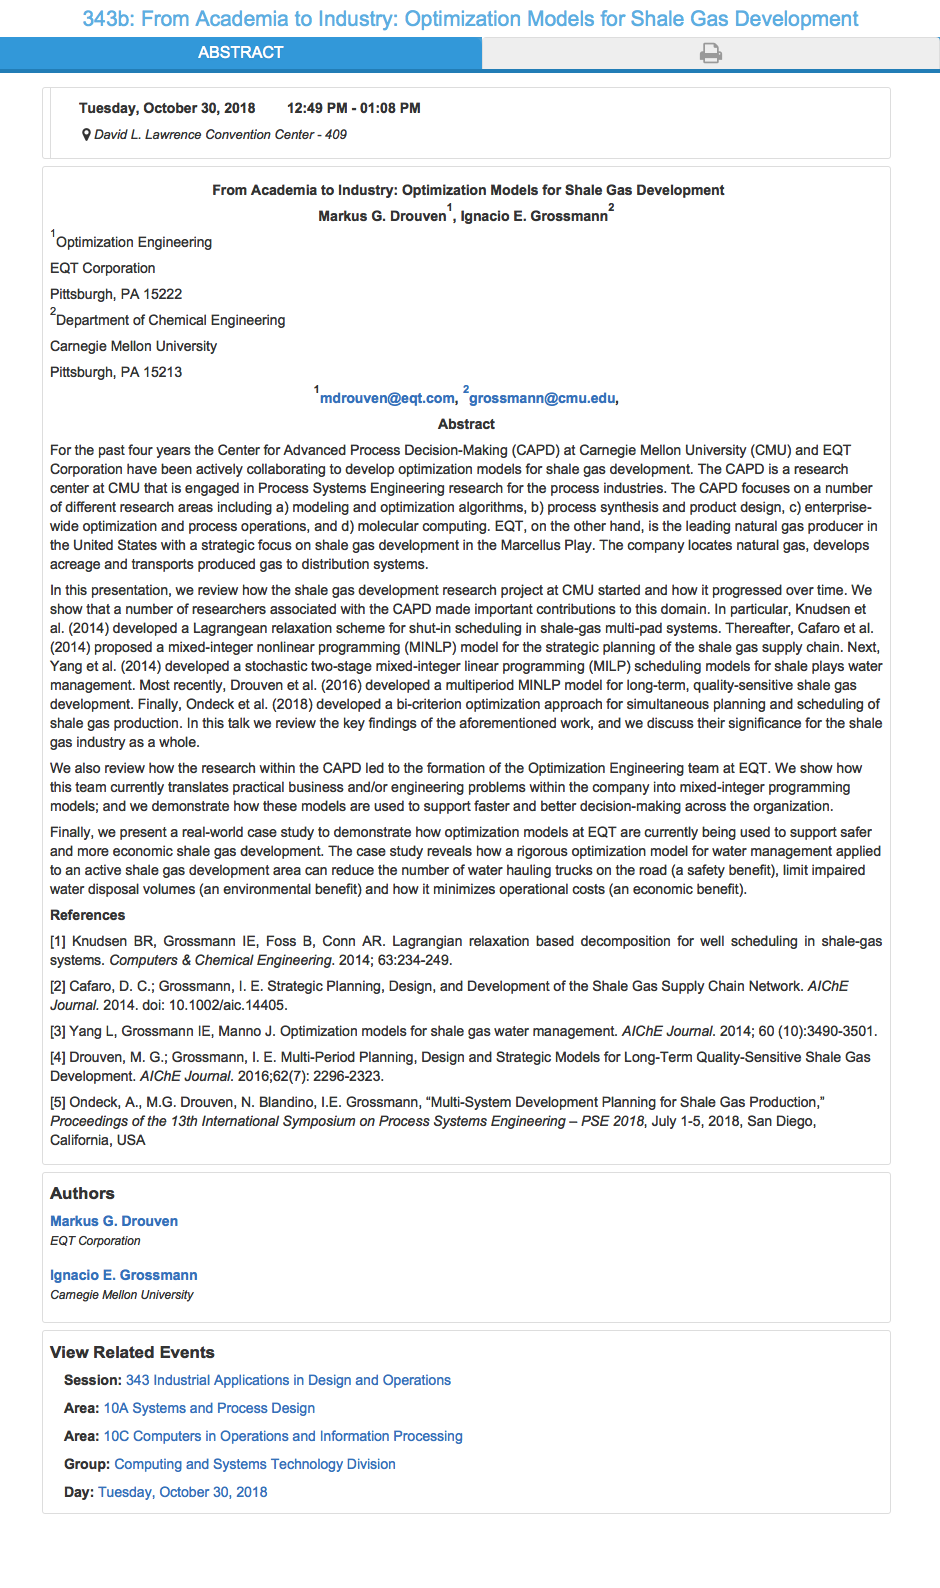 343b: From Academia to Industry: Optimization Models for Shale Gas Development
ABSTRACT
Tuesday, October 30, 2018 12:49 PM - 01:08 PM
David L. Lawrence Convention Center - 409
From Academia to Industry: Optimization Models for Shale Gas Development
Markus G. Drouven1, Ignacio E. Grossmann2
1Optimization Engineering
EQT Corporation
Pittsburgh, PA 15222
2Department of Chemical Engineering
Carnegie Mellon University
Pittsburgh, PA 15213
1mdrouven@eqt.com, 2grossmann@cmu.edu,
Abstract
For the past four years the Center for Advanced Process Decision-Making (CAPD) at Carnegie Mellon University (CMU) and EQT
Corporation have been actively collaborating to develop optimization models for shale gas development. The CAPD is a research
center at CMU that is engaged in Process Systems Engineering research for the process industries. The CAPD focuses on a number
of different research areas including a) modeling and optimization algorithms, b) process synthesis and product design, c) enterprise-
wide optimization and process operations, and d) molecular computing. EQT, on the other hand, is the leading natural gas producer in
the United States with a strategic focus on shale gas development in the Marcellus Play. The company locates natural gas, develops
acreage and transports produced gas to distribution systems.
In this presentation, we review how the shale gas development research project at CMU started and how it progressed over time. We
show that a number of researchers associated with the CAPD made important contributions to this domain. In particular, Knudsen et
al. (2014) developed a Lagrangean relaxation scheme for shut-in scheduling in shale-gas multi-pad systems. Thereafter, Cafaro et al.
(2014) proposed a mixed-integer nonlinear programming (MINLP) model for the strategic planning of the shale gas supply chain. Next,
Yang et al. (2014) developed a stochastic two-stage mixed-integer linear programming (MILP) scheduling models for shale plays water
management. Most recently, Drouven et al. (2016) developed a multiperiod MINLP model for long-term, quality-sensitive shale gas
development. Finally, Ondeck et al. (2018) developed a bi-criterion optimization approach for simultaneous planning and scheduling of
shale gas production. In this talk we review the key findings of the aforementioned work, and we discuss their significance for the shale
gas industry as a whole.
We also review how the research within the CAPD led to the formation of the Optimization Engineering team at EQT. We show how
this team currently translates practical business and/or engineering problems within the company into mixed-integer programming
models; and we demonstrate how these models are used to support faster and better decision-making across the organization.
Finally, we present a real-world case study to demonstrate how optimization models at EQT are currently being used to support safer
and more economic shale gas development. The case study reveals how a rigorous optimization model for water management applied
to an active shale gas development area can reduce the number of water hauling trucks on the road (a safety benefit), limit impaired
water disposal volumes (an environmental benefit) and how it minimizes operational costs (an economic benefit).
References
[1] Knudsen BR, Grossmann IE, Foss B, Conn AR. Lagrangian relaxation based decomposition for well scheduling in shale-gas
systems. Computers & Chemical Engineering. 2014; 63:234-249.
[2] Cafaro, D. C.; Grossmann, I. E. Strategic Planning, Design, and Development of the Shale Gas Supply Chain Network. AIChE
Journal. 2014. doi: 10.1002/aic.14405.
[3] Yang L, Grossmann IE, Manno J. Optimization models for shale gas water management. AIChE Journal. 2014; 60 (10):3490-3501.
[4] Drouven, M. G.; Grossmann, I. E. Multi-Period Planning, Design and Strategic Models for Long-Term Quality-Sensitive Shale Gas
Development. AIChE Journal. 2016;62(7): 2296-2323.
[5] Ondeck, A., M.G. Drouven, N. Blandino, I.E. Grossmann, “Multi-System Development Planning for Shale Gas Production,”
Proceedings of the 13th International Symposium on Process Systems Engineering – PSE 2018, July 1-5, 2018, San Diego,
California, USA
Authors
Markus G. Drouven
EQT Corporation
Ignacio E. Grossmann
Carnegie Mellon University
View Related Events
Session: 343 Industrial Applications in Design and Operations
Area: 10A Systems and Process Design
Area: 10C Computers in Operations and Information Processing
Group: Computing and Systems Technology Division
Day: Tuesday, October 30, 2018